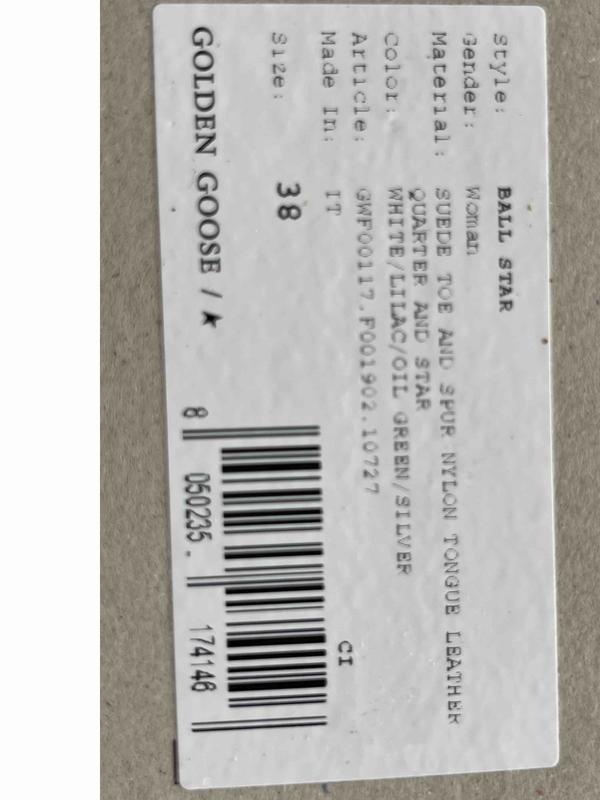 Style: BALL STAR
Gender: Woman
Material: SUEDE TOE AND SPUR NYLON TONGUE LEATHER
QUARTER AND STAR
Color: WHITE/LILAC/OIL GREEN/SILVER
Article: GWF00117.F001902.10727
Made In: IT
CI
Size: 38
GOLDEN GOOSE /★
8 050235 174146